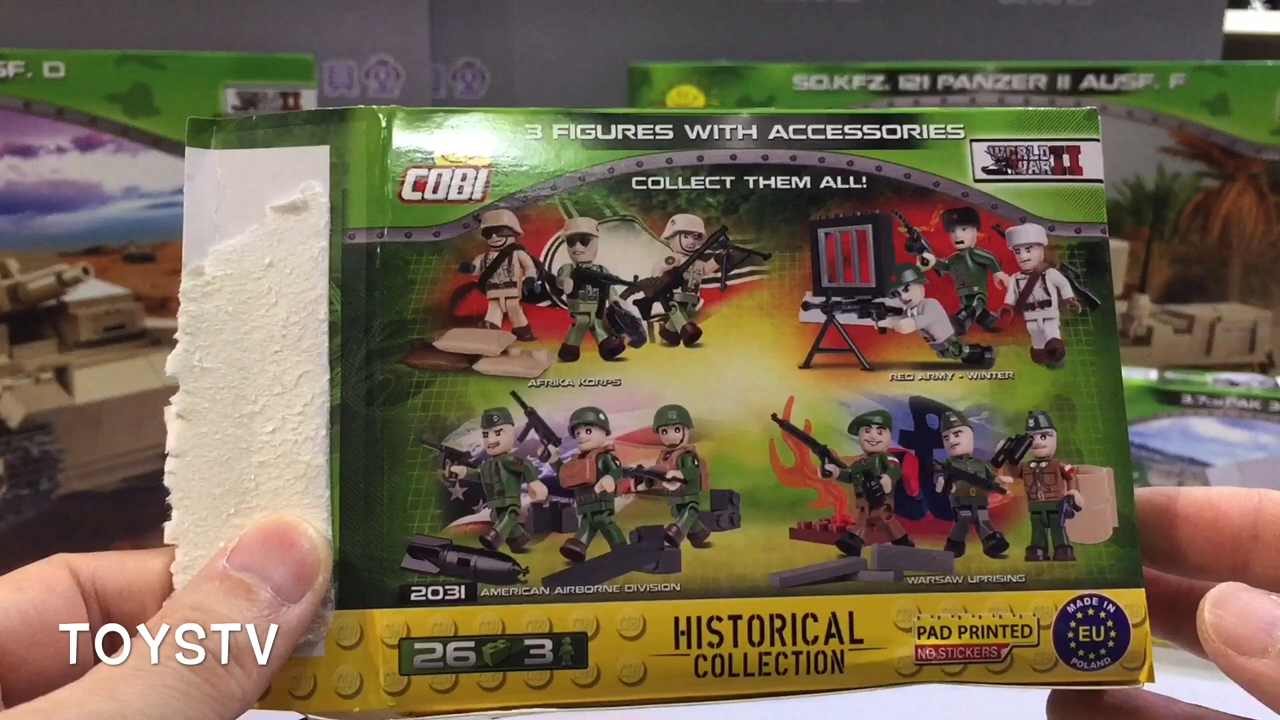 SF. D
SD.KFZ. 121 PANZER II AUSF. F
3 FIGURES WITH ACCESSORIES
COBI
WORLD WAR II
COLLECT THEM ALL!
AFRIKA KORPS
RED ARMY - WINTER
2031 AMERICAN AIRBORNE DIVISION
WARSAW UPRISING
26 3
HISTORICAL
COLLECTION
PAD PRINTED
NO STICKERS
MADE IN
EU
POLAND
TOYSTV